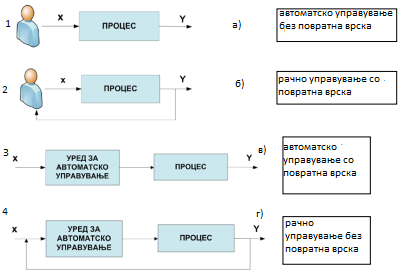 1
X
ПРОЦЕС
Y
а)
автоматско управување
без повратна врска
2
x
ПРОЦЕС
Y
б)
рачно управување со
повратна врска
3
x
УРЕД ЗА
АВТОМАТСКО
УПРАВУВАЊЕ
ПРОЦЕС
Y
в)
автоматско
управување со
повратна врска
4
x
УРЕД ЗА
АВТОМАТСКО
УПРАВУВАЊЕ
ПРОЦЕС
Y
г)
рачно
управување без
повратна врска